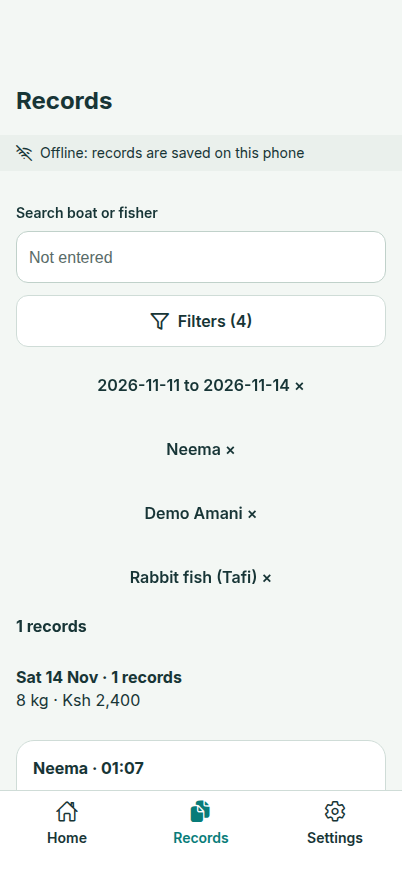 Records
Offline: records are saved on this phone
Search boat or fisher
Not entered
Filters (4)
2026-11-11 to 2026-11-14 ×
Neema ×
Demo Amani ×
Rabbit fish (Tafi) ×
1 records
Sat 14 Nov · 1 records
8 kg · Ksh 2,400
Neema · 01:07
Home Records Settings